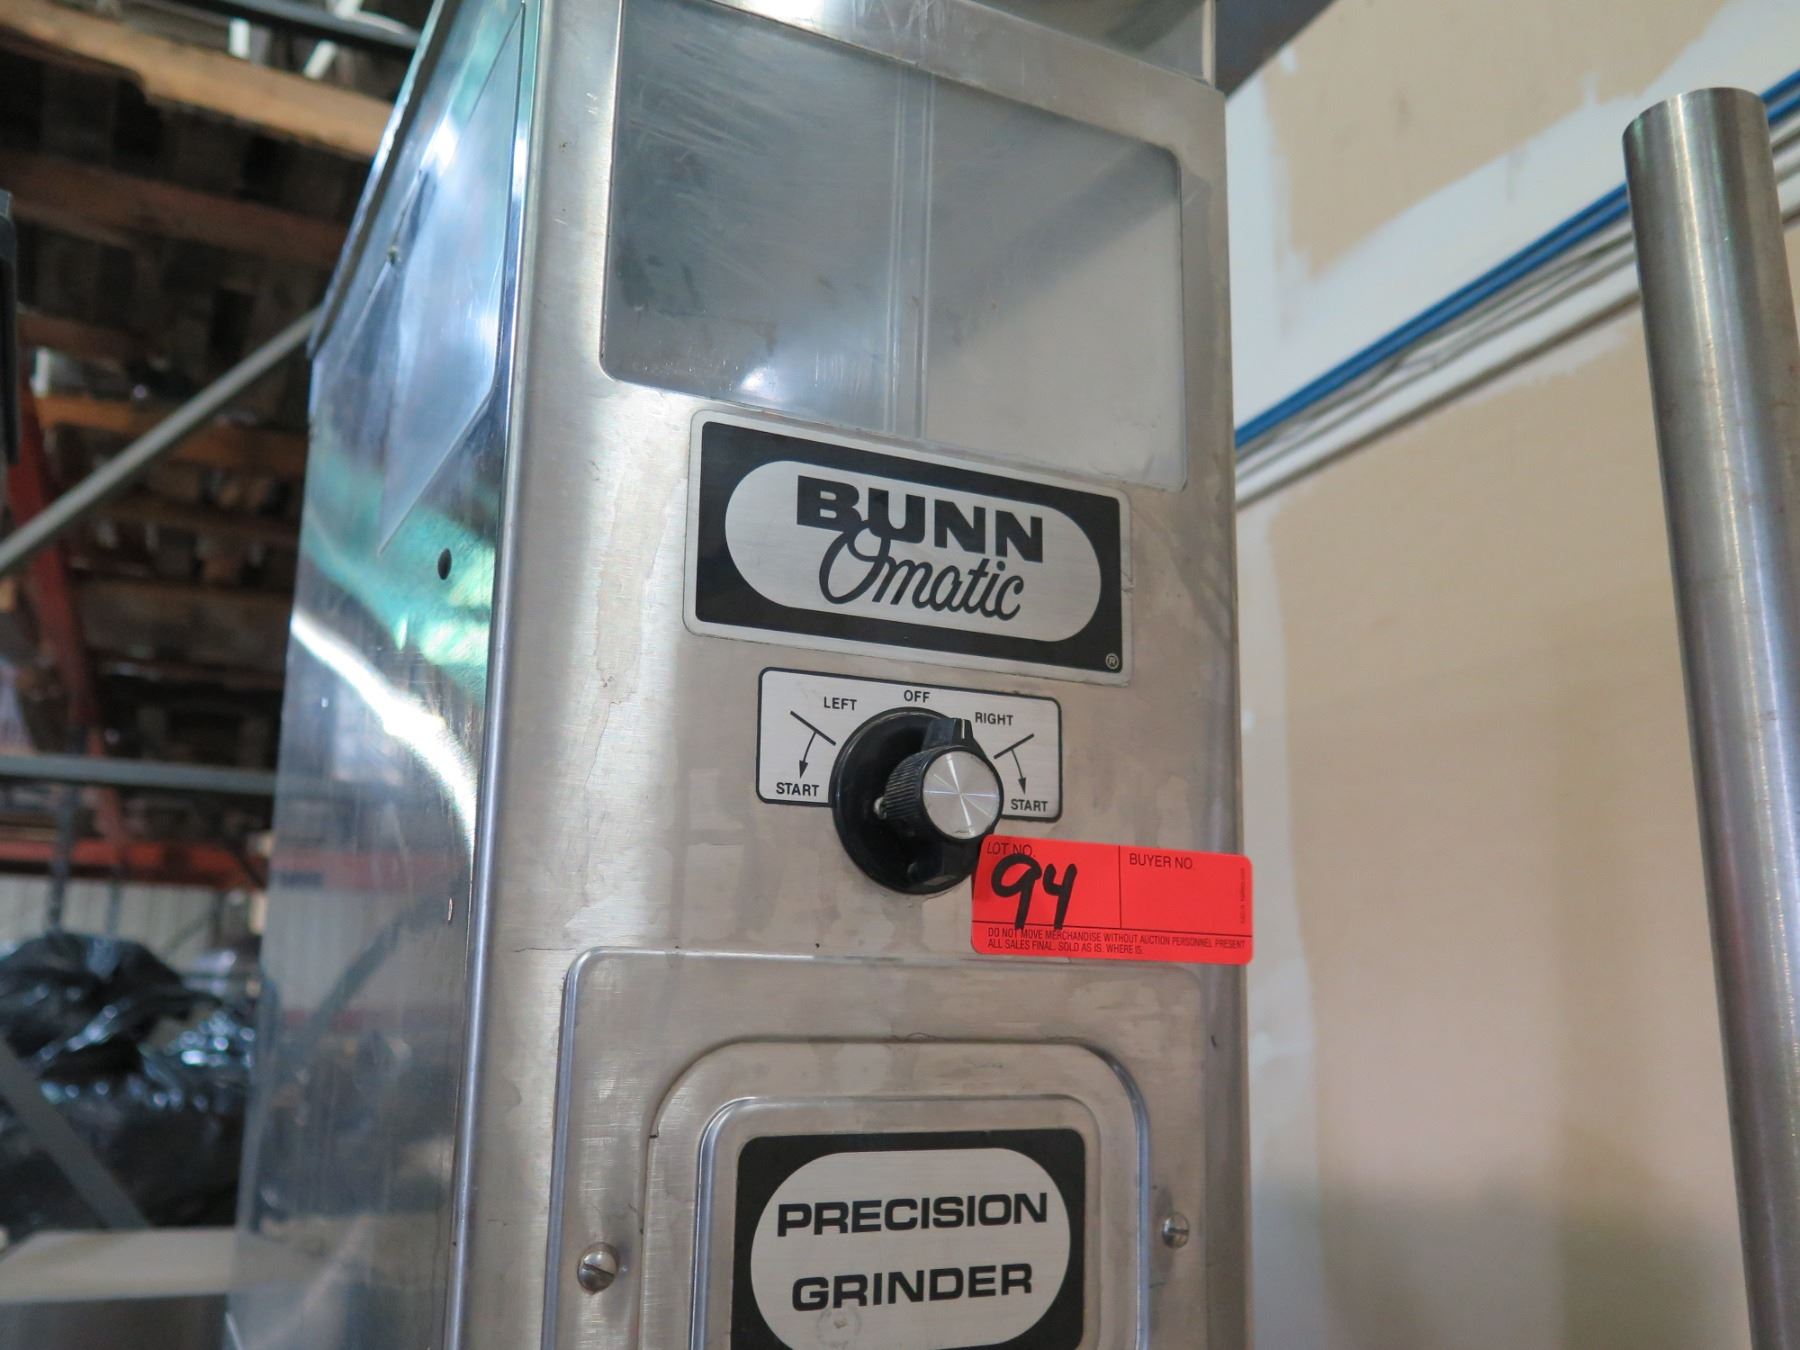 BUNN
Omatic
®
OFF
LEFT
RIGHT
START
START
LOT NO.
BUYER NO.
94
DO NOT MOVE MERCHANDISE WITHOUT AUCTION PERSONNEL PRESENT
ALL SALES FINAL. SOLD AS IS. WHERE IS.
PRECISION
GRINDER